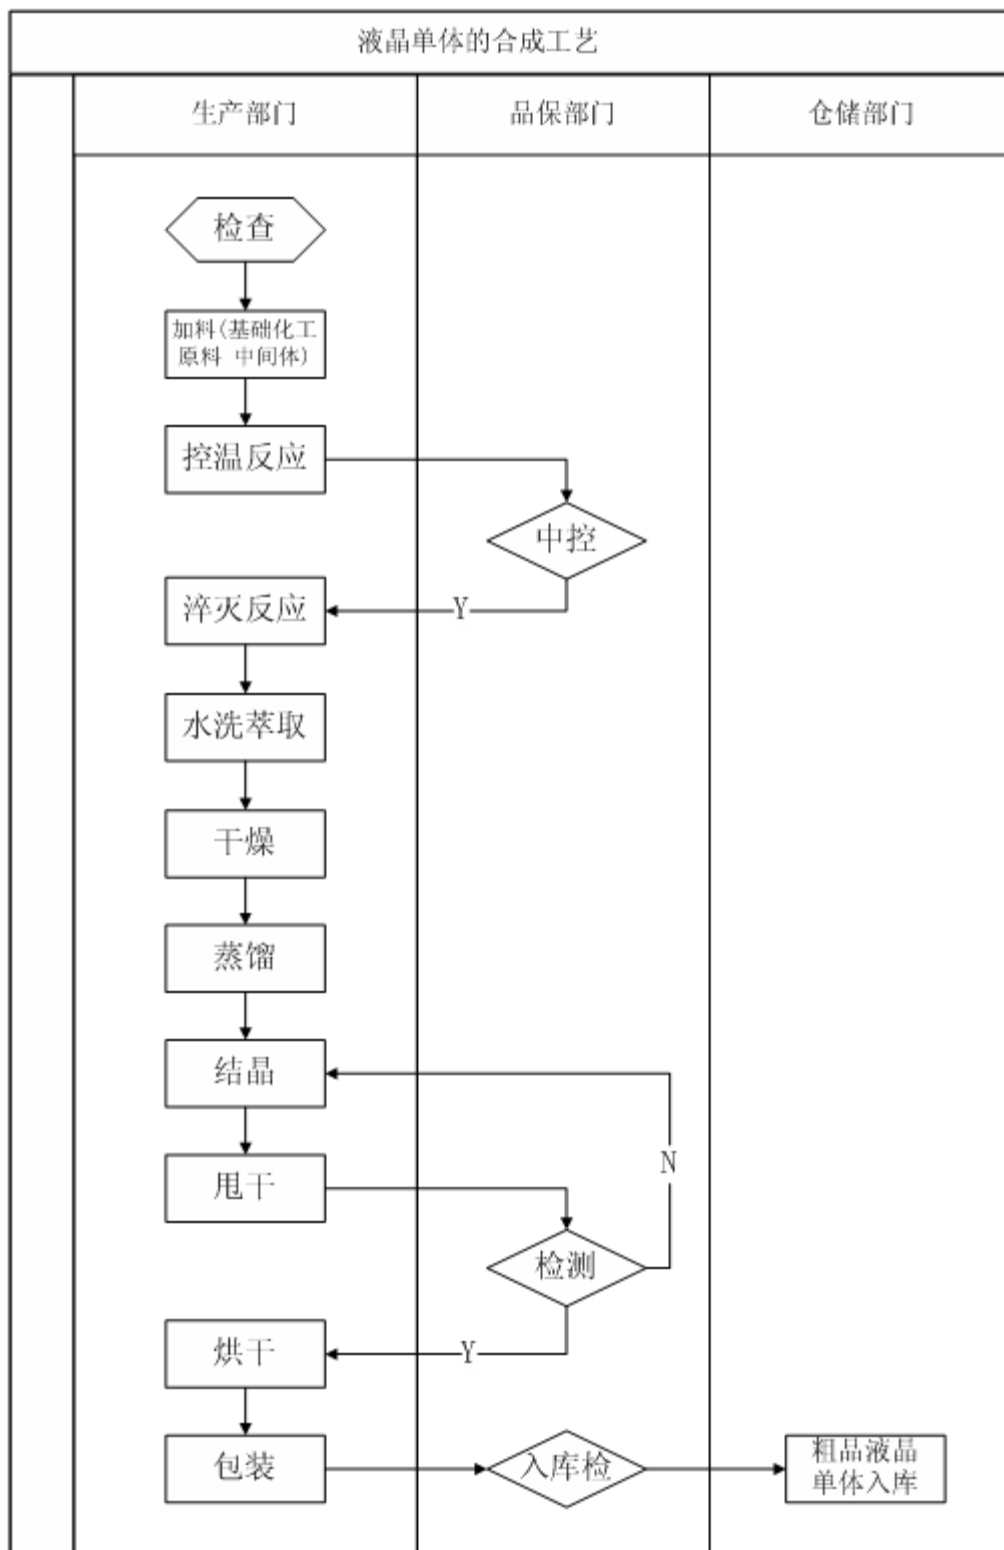 液晶单体的合成工艺
生产部门
品保部门
仓储部门
检查
加料(基础化工
原料 中间体)
控温反应
中控
淬灭反应
Y
水洗萃取
干燥
蒸馏
结晶
N
甩干
检测
烘干
Y
包装
入库检
粗品液晶
单体入库